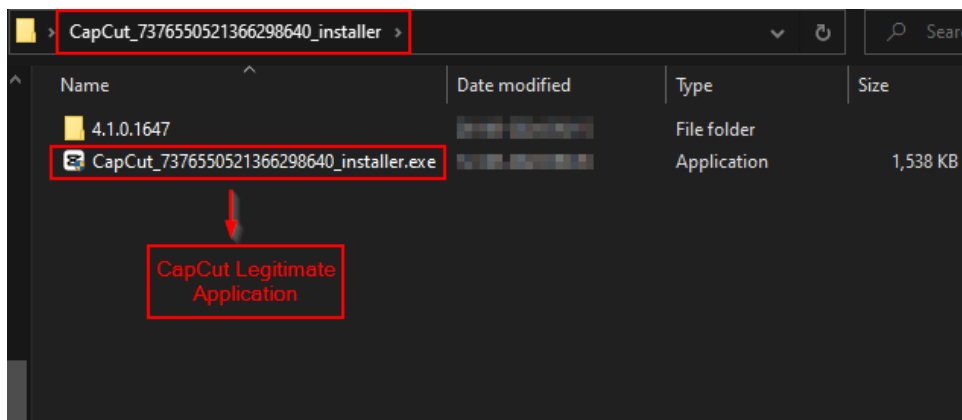 CapCut_7376550521366298640_installer
Name Date modified Type Size
4.1.0.1647 File folder
CapCut_7376550521366298640_installer.exe Application 1,538 KB
CapCut Legitimate
Application